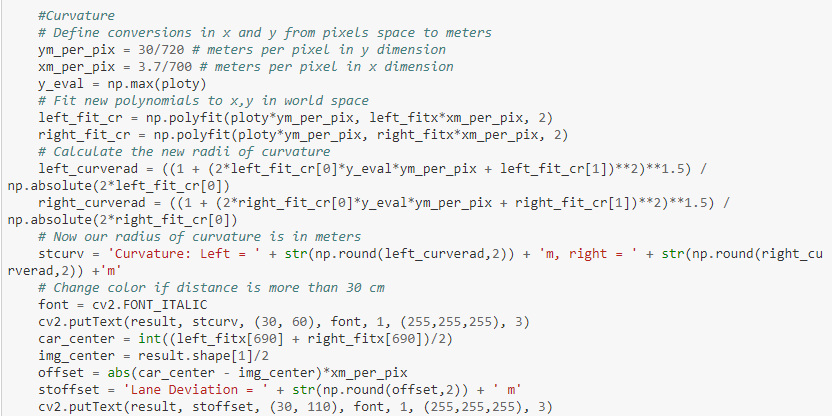 #Curvature
# Define conversions in x and y from pixels space to meters
ym_per_pix = 30/720 # meters per pixel in y dimension
xm_per_pix = 3.7/700 # meters per pixel in x dimension
y_eval = np.max(ploty)
# Fit new polynomials to x,y in world space
left_fit_cr = np.polyfit(ploty*ym_per_pix, left_fitx*xm_per_pix, 2)
right_fit_cr = np.polyfit(ploty*ym_per_pix, right_fitx*xm_per_pix, 2)
# Calculate the new radii of curvature
left_curverad = ((1 + (2*left_fit_cr[0]*y_eval*ym_per_pix + left_fit_cr[1])**2)**1.5) /
np.absolute(2*left_fit_cr[0])
right_curverad = ((1 + (2*right_fit_cr[0]*y_eval*ym_per_pix + right_fit_cr[1])**2)**1.5) /
np.absolute(2*right_fit_cr[0])
# Now our radius of curvature is in meters
stcurv = 'Curvature: Left = ' + str(np.round(left_curverad,2)) + 'm, right = ' + str(np.round(right_cu
rverad,2)) +'m'
# Change color if distance is more than 30 cm
font = cv2.FONT_ITALIC
cv2.putText(result, stcurv, (30, 60), font, 1, (255,255,255), 3)
car_center = int((left_fitx[690] + right_fitx[690])/2)
img_center = result.shape[1]/2
offset = abs(car_center - img_center)*xm_per_pix
stoffset = 'Lane Deviation = ' + str(np.round(offset,2)) + ' m'
cv2.putText(result, stoffset, (30, 110), font, 1, (255,255,255), 3)